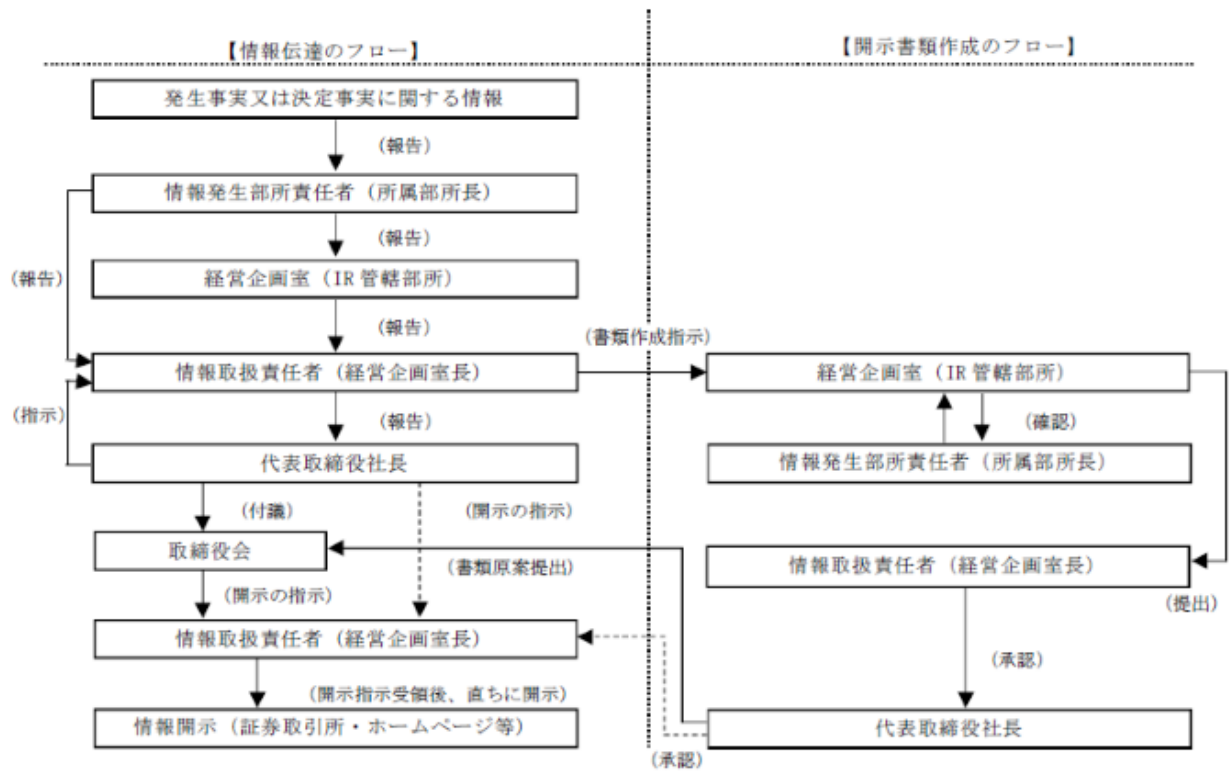 【情報伝達のフロー】
【開示書類作成のフロー】
発生事実又は決定事実に関する情報
(報告)
情報発生部所責任者（所属部所長）
(報告)
(報告)
経営企画室（IR 管轄部所）
(報告)
情報取扱責任者（経営企画室長）
(指示)
(報告)
代表取締役社長
(付議)
(開示の指示)
取締役会
(書類原案提出)
(開示の指示)
情報取扱責任者（経営企画室長）
(開示指示受領後、直ちに開示)
情報開示（証券取引所・ホームページ等）
(書類作成指示)
経営企画室（IR 管轄部所）
(確認)
情報発生部所責任者（所属部所長）
情報取扱責任者（経営企画室長）
(提出)
(承認)
代表取締役社長
(承認)